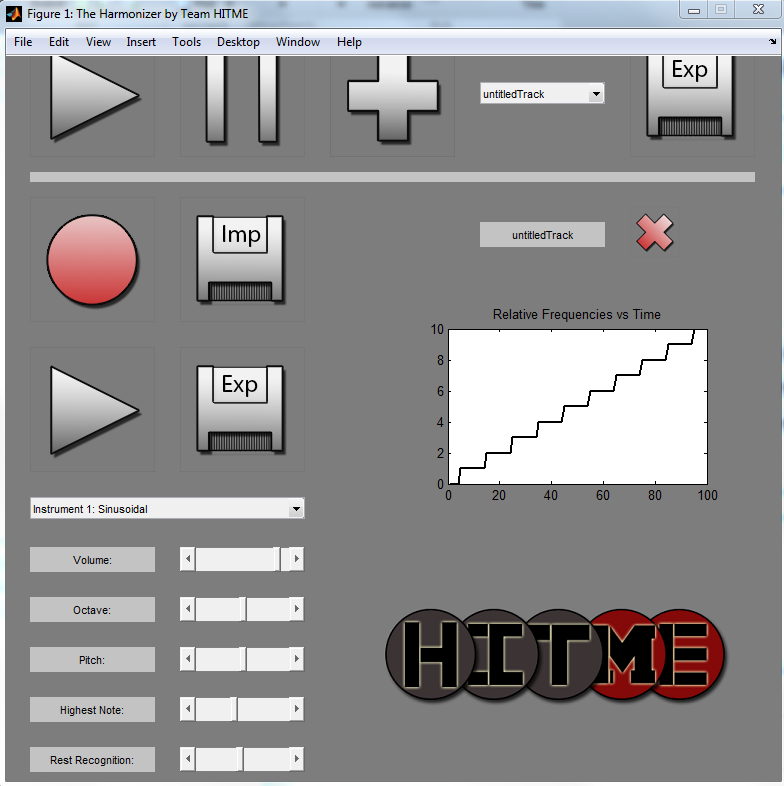 Figure 1: The Harmonizer by Team HITME
File Edit View Insert Tools Desktop Window Help
untitledTrack
Exp
Imp
untitledTrack
Exp
Relative Frequencies vs Time
10
8
6
4
2
0
0 20 40 60 80 100
Instrument 1: Sinusoidal
Volume:
Octave:
Pitch:
Highest Note:
Rest Recognition:
HITME